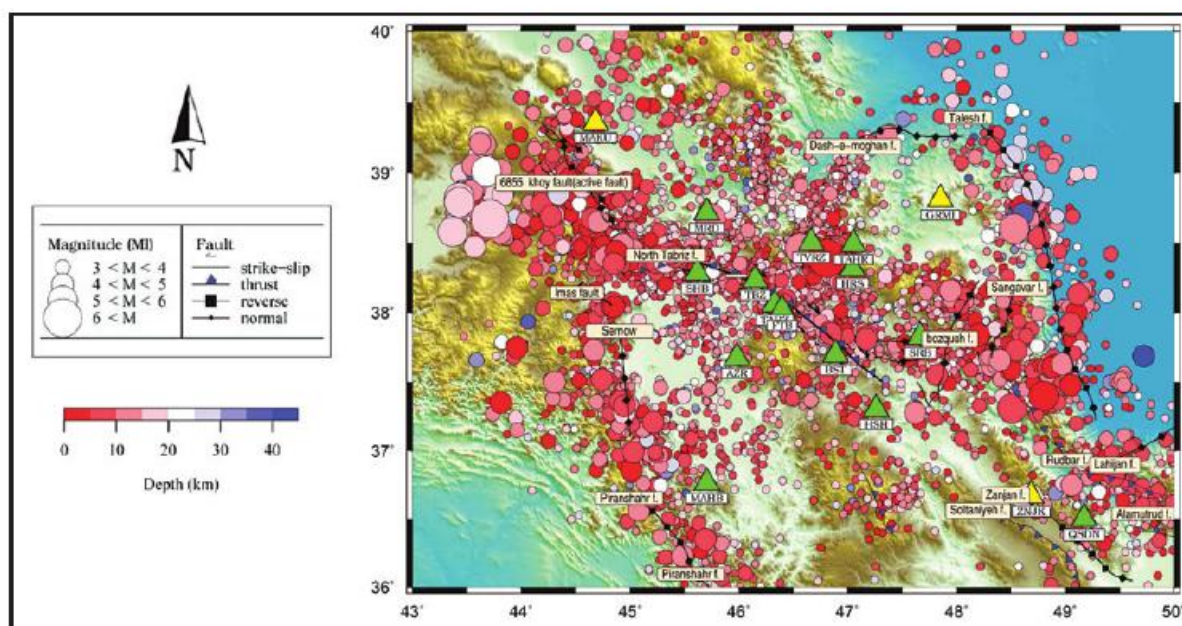 N
Magnitude (Ml)
3 < M < 4
4 < M < 5
5 < M < 6
6 < M
Fault
strike-slip
thrust
reverse
normal
0 10 20 30 40
Depth (km)
40°
39°
38°
37°
36°
43° 44° 45° 46° 47° 48° 49° 50°
MAKU
Talesh f.
Dash-e-moghan f.
6855 khoy fault(active fault)
GRMI
MRD
TVRZ
TAHR
North Tabriz f.
SHB
TBZ
HRS
Sangavar f.
Imas fault
Sernow
bozqush f.
SRB
AZR
BST
HSH
Rudbar f.
Lahijan f.
MAHB
Piranshahr f.
Zanjan f.
Soltaniyeh f.
ZNJK
Alamutrud f.
QSDN
Piranshahr f.